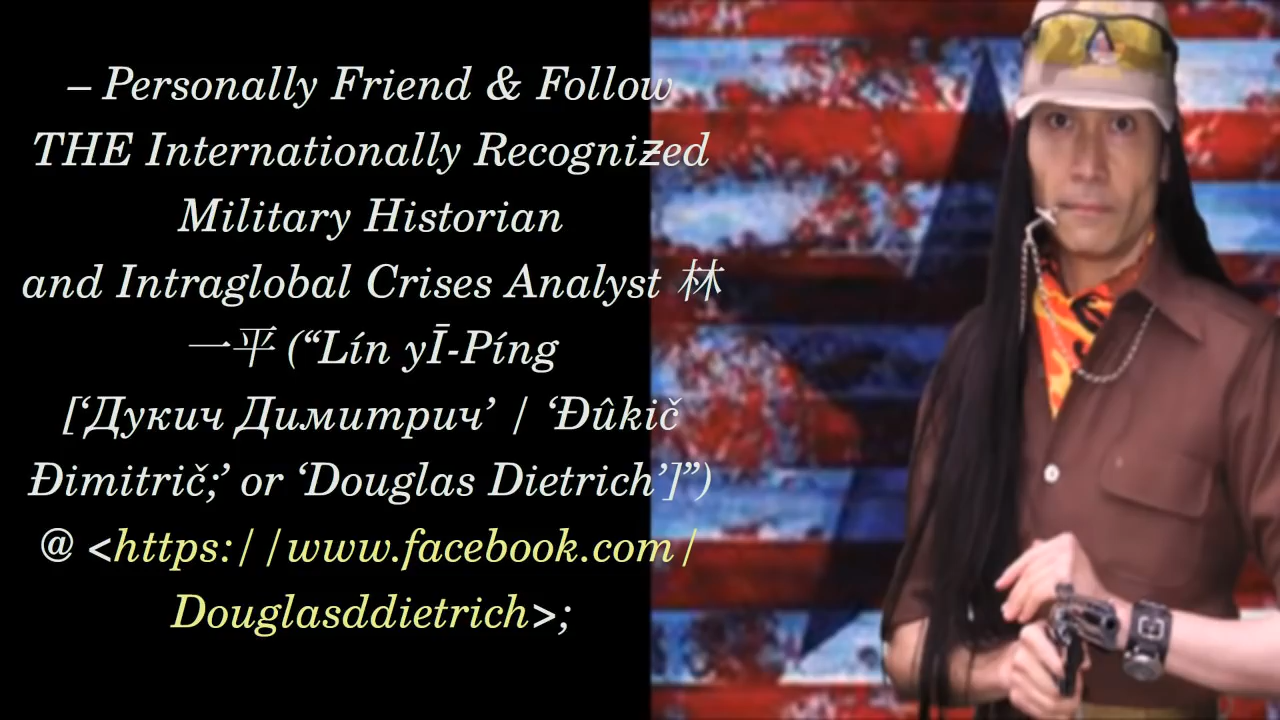 – Personally Friend & Follow
THE Internationally Recogniƶed
Military Historian
and Intraglobal Crises Analyst 林
一平 (“Lín yĪ-Píng
[‘Дукич Димитрич’ / ‘Đûkič
Đimitrič;’ or ‘Douglas Dietrich’]”)
@ <https://www.facebook.com/
Douglasddietrich>;